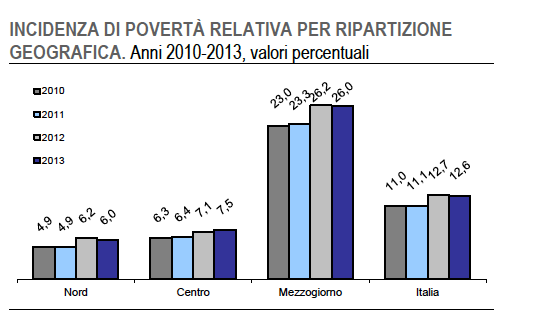 INCIDENZA DI POVERTÀ RELATIVA PER RIPARTIZIONE
GEOGRAFICA. Anni 2010-2013, valori percentuali
2010
2011
2012
2013
4,9 4,9 6,2 6,0
6,3 6,4 7,1 7,5
23,0 23,3 26,2 26,0
11,0 11,1 12,7 12,6
Nord Centro Mezzogiorno Italia